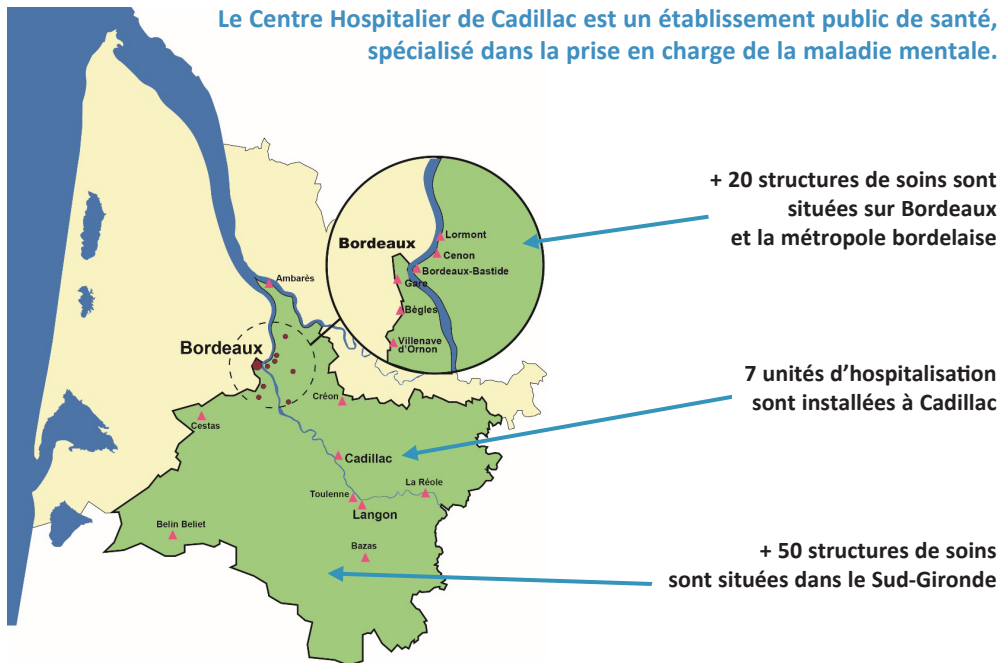 Le Centre Hospitalier de Cadillac est un établissement public de santé,
spécialisé dans la prise en charge de la maladie mentale.
+ 20 structures de soins sont
situées sur Bordeaux
et la métropole bordelaise
Lormont
Bordeaux
Cenon
Bordeaux-Bastide
Gare
Ambarès
Bègles
Villenave
d'Ornon
Bordeaux
7 unités d'hospitalisation
sont installées à Cadillac
Créon
Cestas
Cadillac
La Réole
Toulenne
Langon
Belin Beliet
Bazas
+ 50 structures de soins
sont situées dans le Sud-Gironde